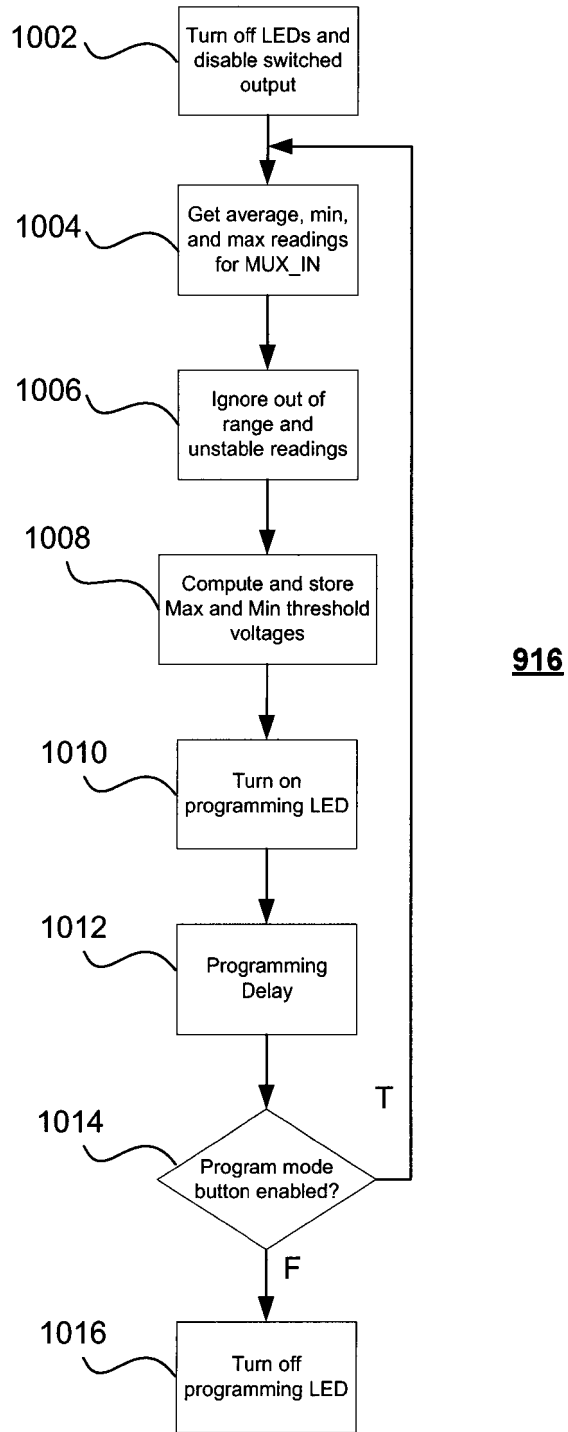 1002
Turn off LEDs and
disable switched
output
1004
Get average, min,
and max readings
for MUX_IN
1006
Ignore out of
range and
unstable readings
1008
Compute and store
Max and Min threshold
voltages
916
1010
Turn on
programming LED
1012
Programming
Delay
T
1014
Program mode
button enabled?
F
1016
Turn off
programming LED